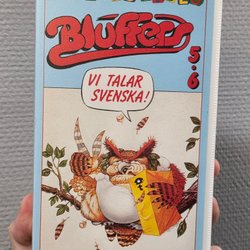 Bluffers
5·6
VI TALAR
SVENSKA!